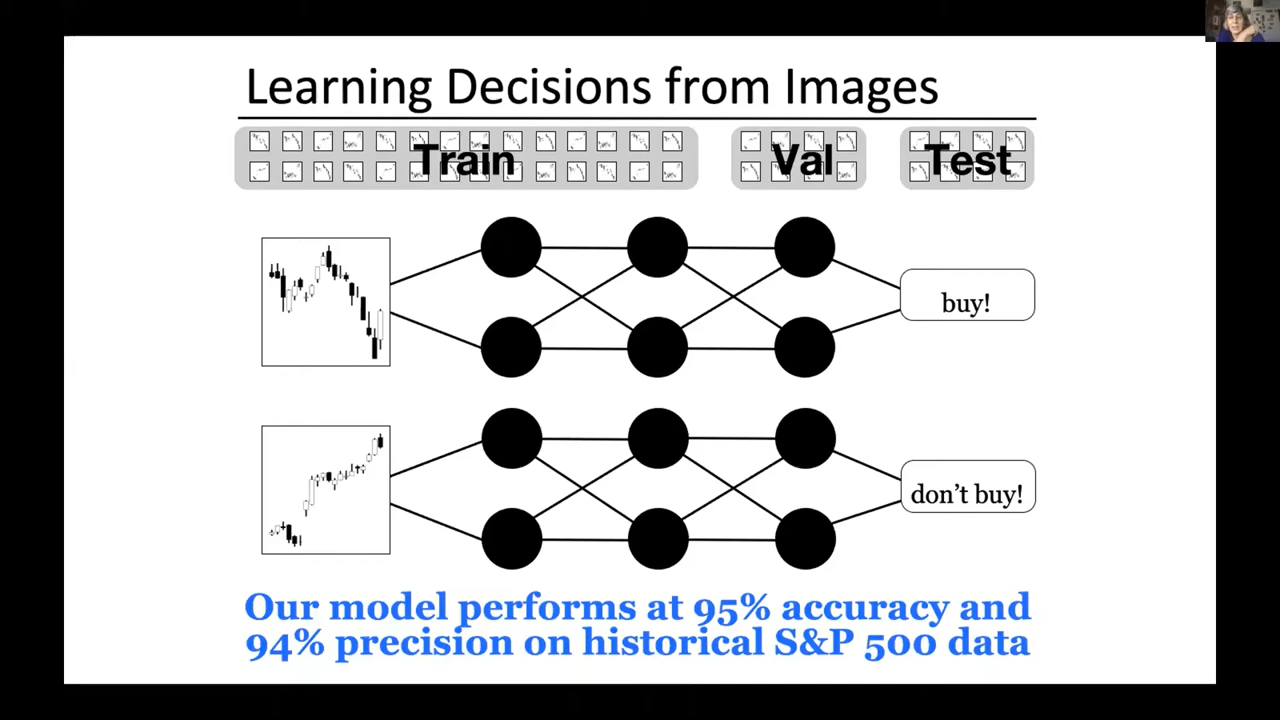 Learning Decisions from Images
Train
Val
Test
buy!
don't buy!
Our model performs at 95% accuracy and
94% precision on historical S&P 500 data